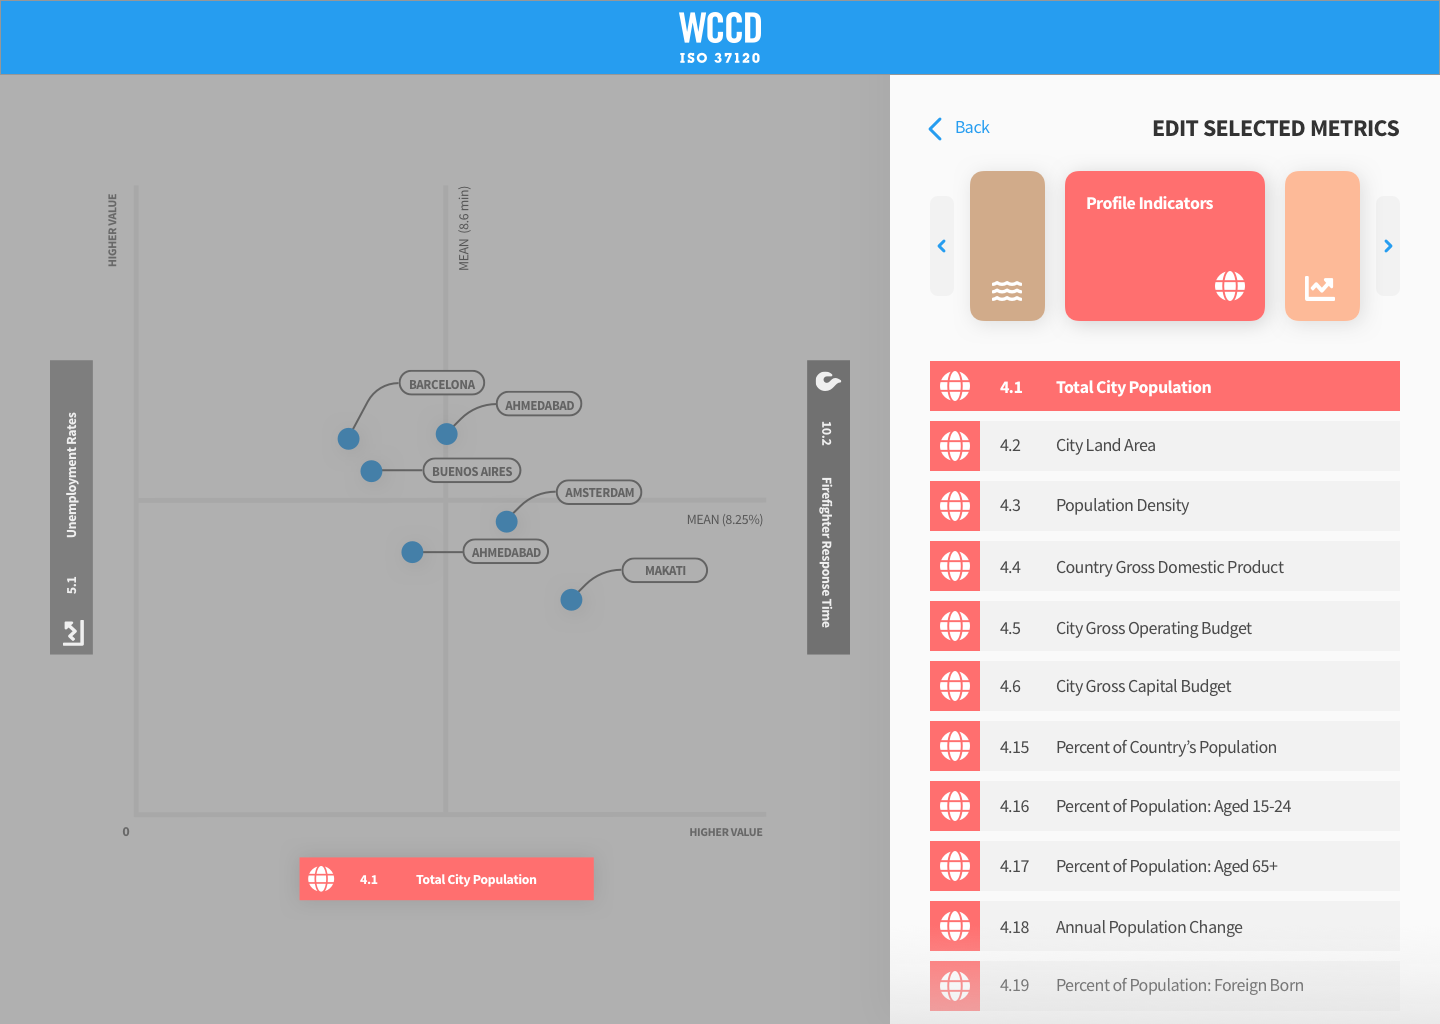 WCCD
ISO 37120
Back
EDIT SELECTED METRICS
Profile Indicators
HIGHER VALUE
MEAN (8.6 min)
BARCELONA
AHMEDABAD
BUENOS AIRES
AMSTERDAM
MEAN (8.25%)
AHMEDABAD
MAKATI
5.1 Unemployment Rates
10.2 Firefighter Response Time
0
HIGHER VALUE
4.1 Total City Population
4.1 Total City Population
4.2 City Land Area
4.3 Population Density
4.4 Country Gross Domestic Product
4.5 City Gross Operating Budget
4.6 City Gross Capital Budget
4.15 Percent of Country’s Population
4.16 Percent of Population: Aged 15-24
4.17 Percent of Population: Aged 65+
4.18 Annual Population Change
4.19 Percent of Population: Foreign Born